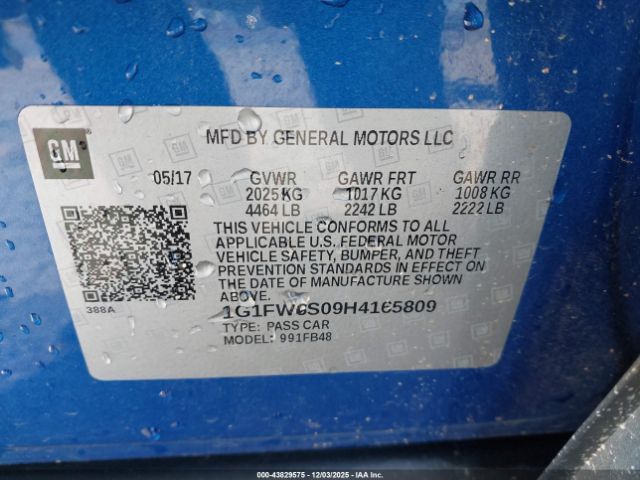 GM
MFD BY GENERAL MOTORS LLC
05/17 GVWR GAWR FRT GAWR RR
2025 KG 1017 KG 1008 KG
4464 LB 2242 LB 2222 LB
THIS VEHICLE CONFORMS TO ALL
APPLICABLE U.S. FEDERAL MOTOR
VEHICLE SAFETY, BUMPER, AND THEFT
PREVENTION STANDARDS IN EFFECT ON
THE DATE OF MANUFACTURE SHOWN
ABOVE.
388A
1G1FW6S09H4165809
TYPE: PASS CAR
MODEL: 991FB48
000-43829575 - 12/03/2025 - IAAI.COM